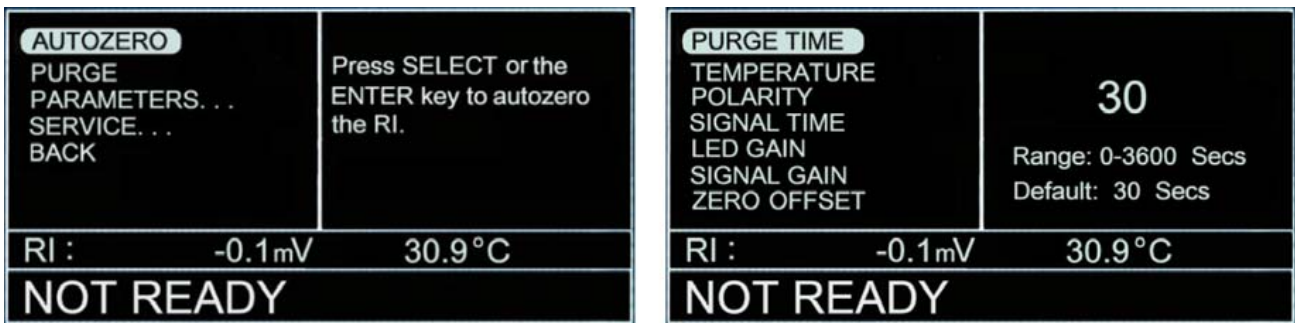 AUTOZERO
PURGE
PARAMETERS...
SERVICE...
BACK
Press SELECT or the
ENTER key to autozero
the RI.
RI : -0.1mV 30.9°C
NOT READY
PURGE TIME
TEMPERATURE
POLARITY
SIGNAL TIME
LED GAIN
SIGNAL GAIN
ZERO OFFSET
30
Range: 0-3600 Secs
Default: 30 Secs
RI : -0.1mV 30.9°C
NOT READY